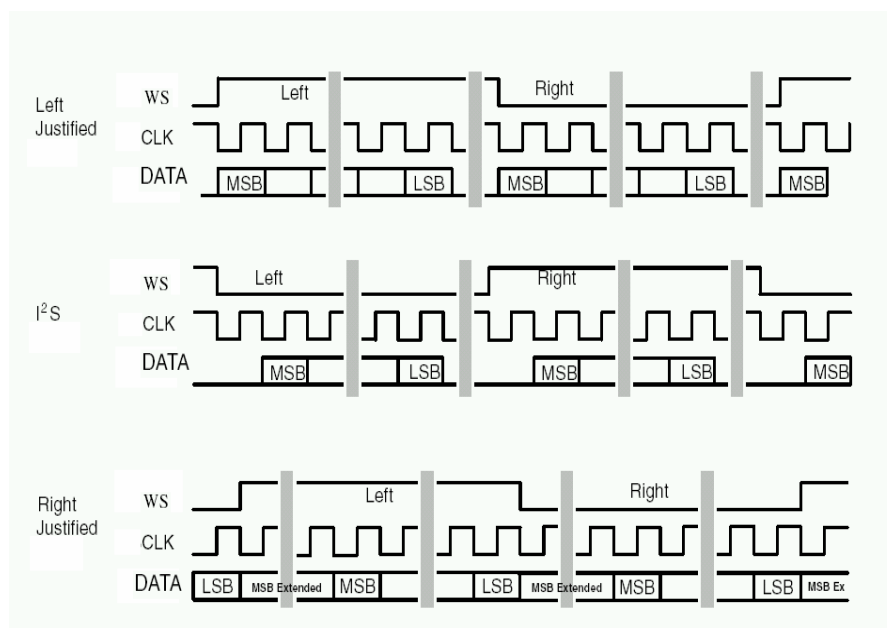 Left Justified
WS
Left
Right
CLK
DATA
MSB
LSB
MSB
LSB
MSB
I²S
WS
Left
Right
CLK
DATA
MSB
LSB
MSB
LSB
MSB
Right Justified
WS
Left
Right
CLK
DATA
LSB
MSB Extended
MSB
LSB
MSB Extended
MSB
LSB
MSB Ex